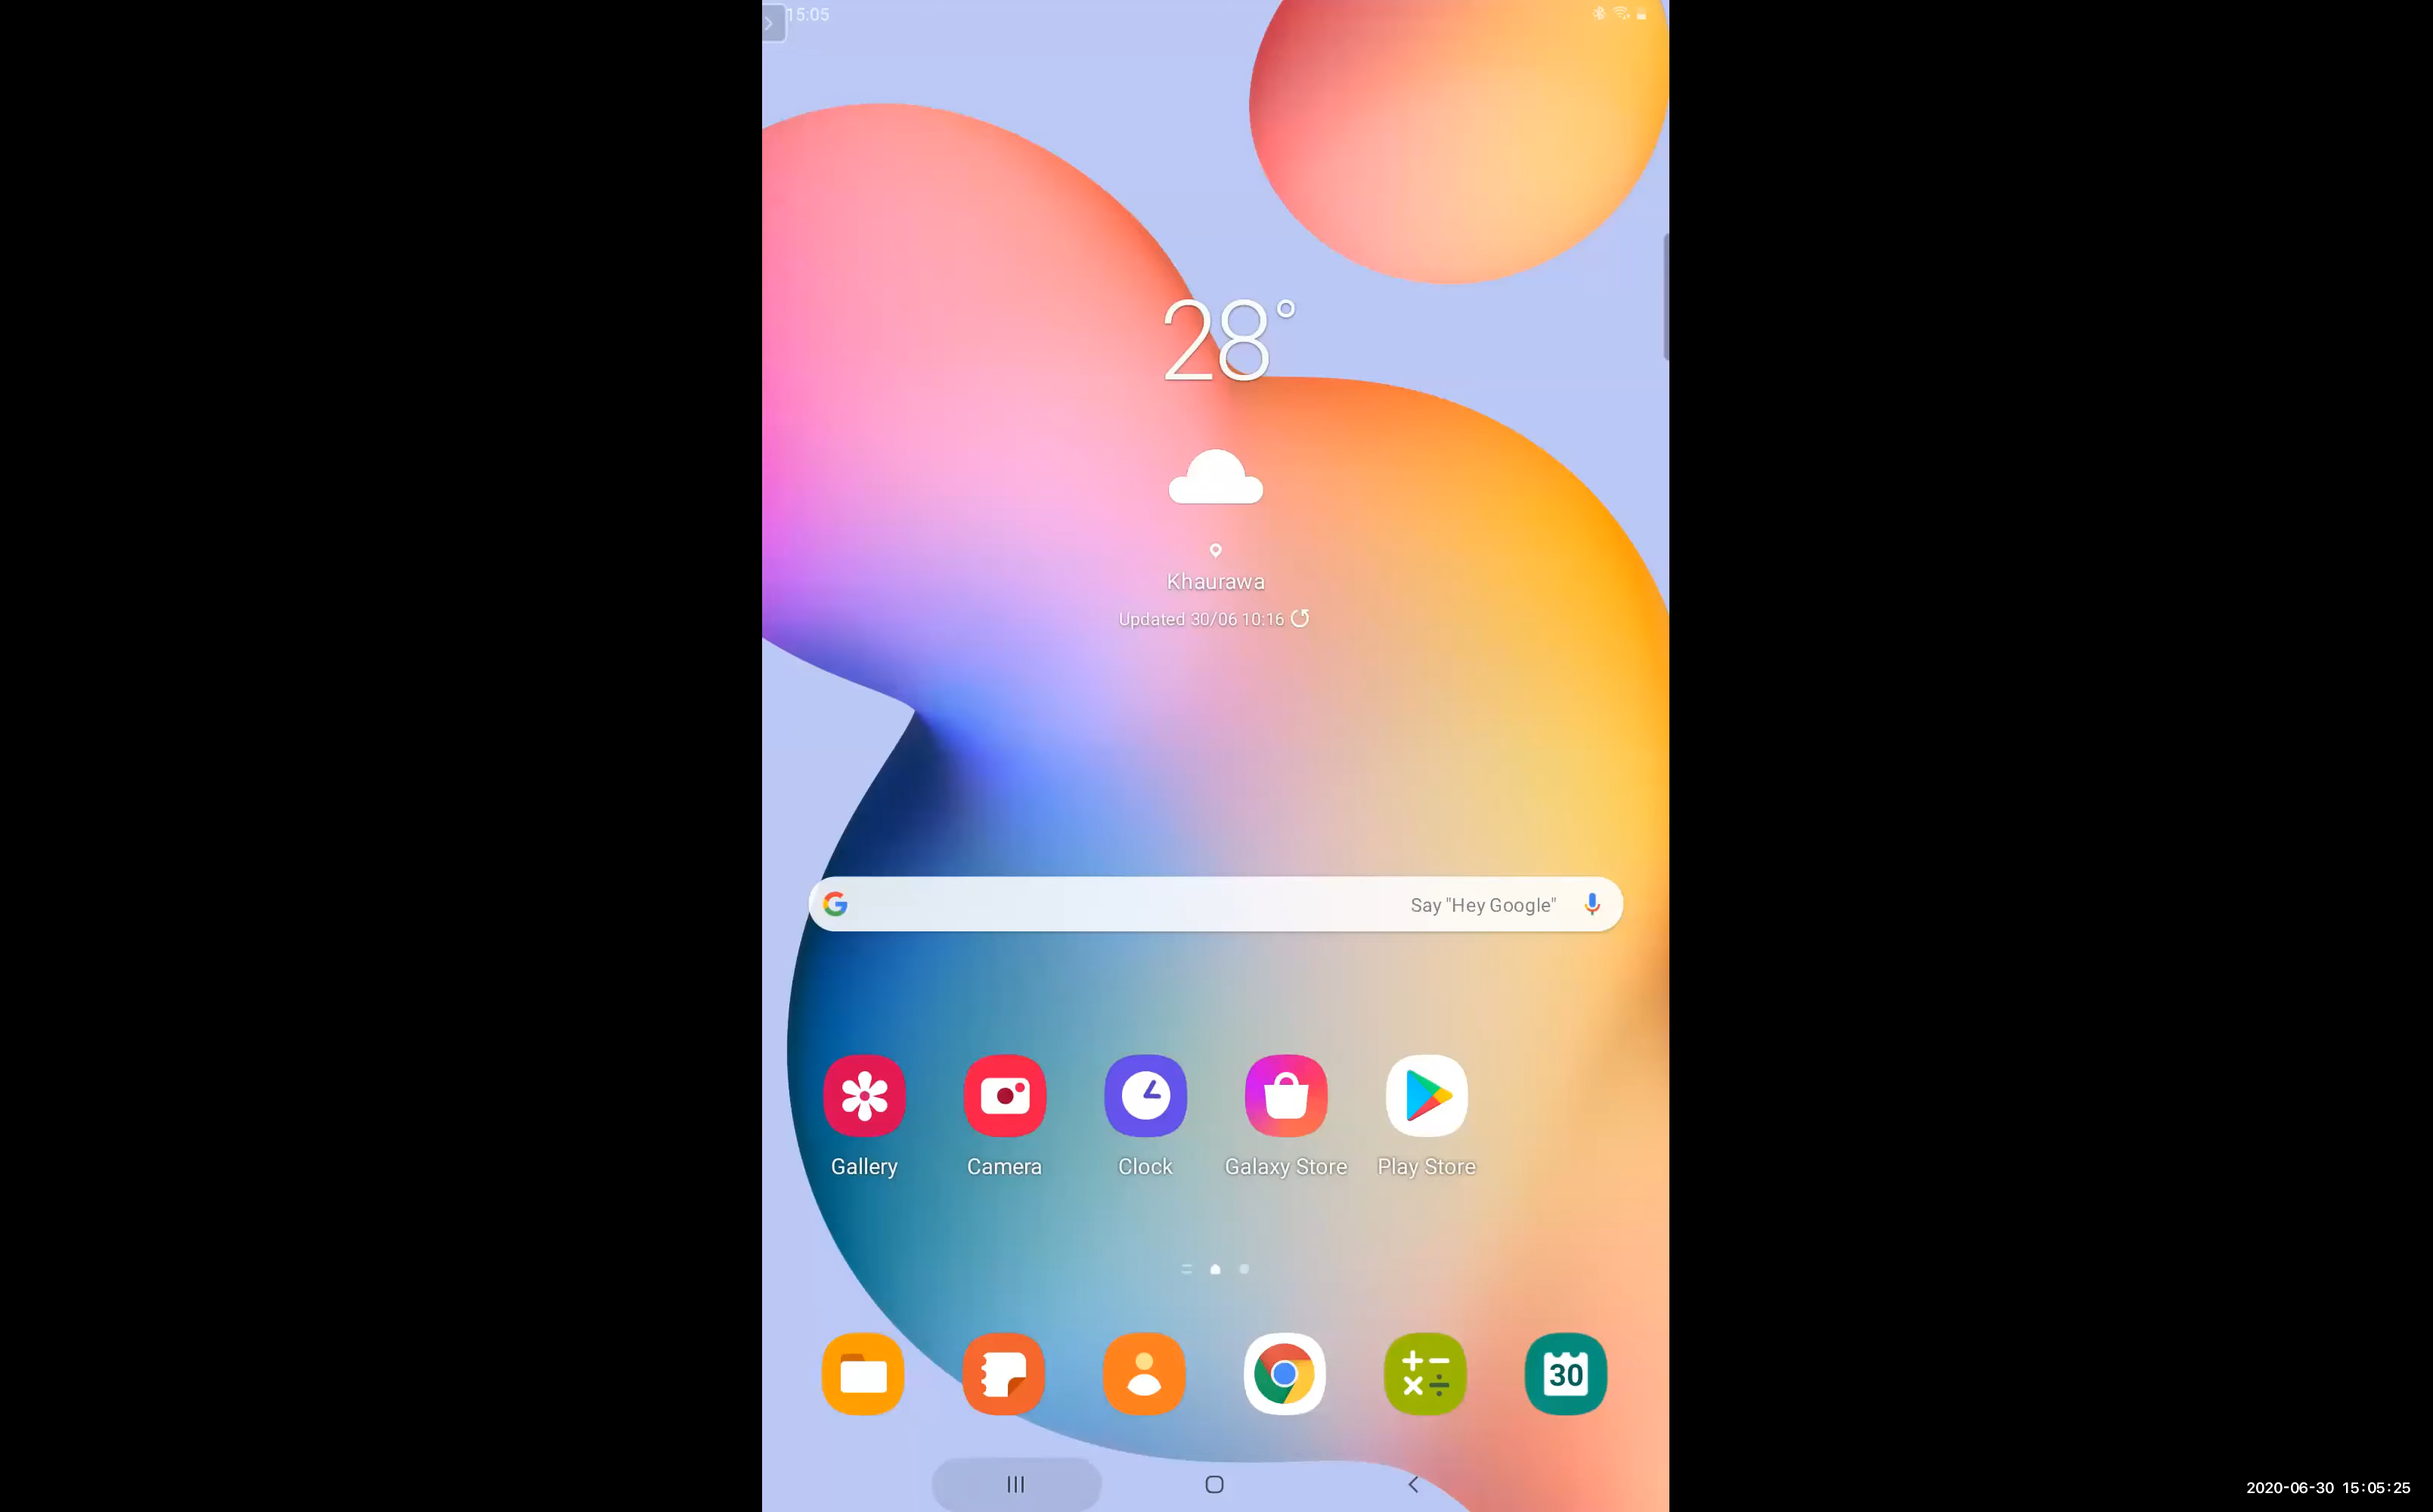 15:05
28°
Khaurawa
Updated 30/06 10:16
Say "Hey Google"
Gallery
Camera
Clock
Galaxy Store
Play Store
30
2020-06-30 15:05:25